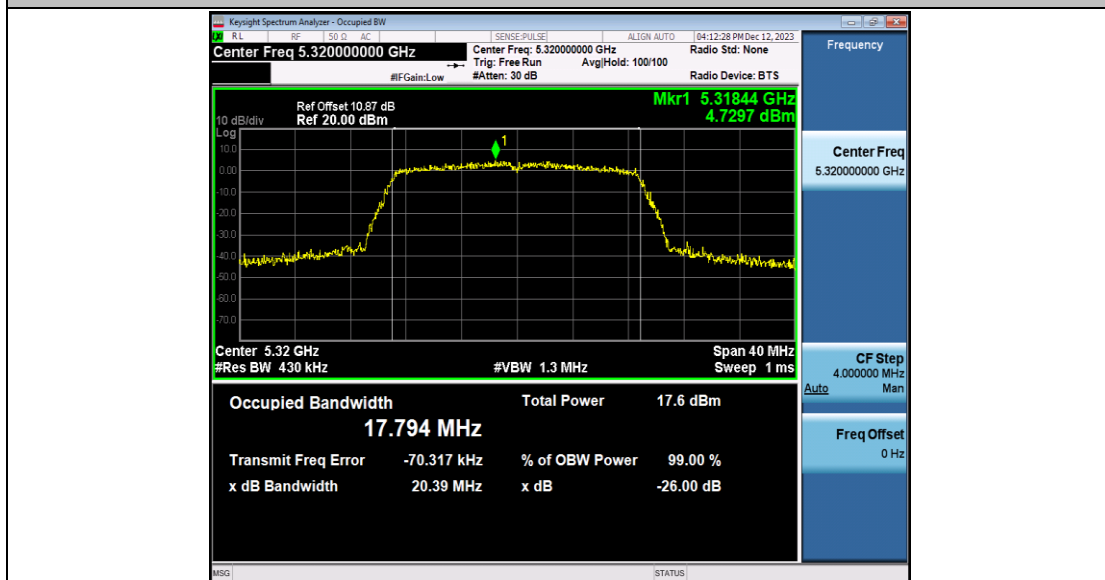 Keysight Spectrum Analyzer - Occupied BW
RL RF 50 Ω AC SENSE:PULSE ALIGN AUTO 04:12:28 PM Dec 12, 2023
Center Freq 5.320000000 GHz
Center Freq: 5.320000000 GHz Radio Std: None
Trig: Free Run Avg|Hold: 100/100
#IFGain:Low #Atten: 30 dB Radio Device: BTS
Frequency
Ref Offset 10.87 dB Mkr1 5.31844 GHz
10 dB/div Ref 20.00 dBm 4.7297 dBm
Log
10.0
0.00
-10.0
-20.0
-30.0
-40.0
-50.0
-60.0
-70.0
1
Center 5.32 GHz Span 40 MHz
#Res BW 430 kHz #VBW 1.3 MHz Sweep 1 ms
Occupied Bandwidth Total Power 17.6 dBm
17.794 MHz
Transmit Freq Error -70.317 kHz % of OBW Power 99.00 %
x dB Bandwidth 20.39 MHz x dB -26.00 dB
Center Freq
5.320000000 GHz
CF Step
4.000000 MHz
Auto Man
Freq Offset
0 Hz
MSG STATUS